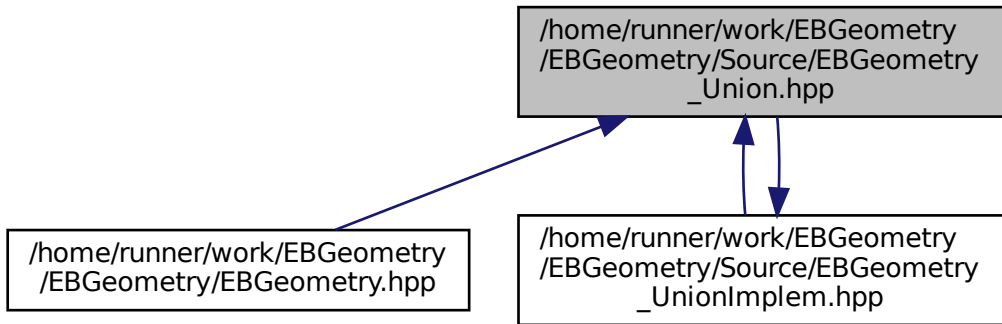 /home/runner/work/EBGeometry
/EBGeometry/Source/EBGeometry
_Union.hpp
/home/runner/work/EBGeometry
/EBGeometry/EBGeometry.hpp
/home/runner/work/EBGeometry
/EBGeometry/Source/EBGeometry
_UnionImplem.hpp